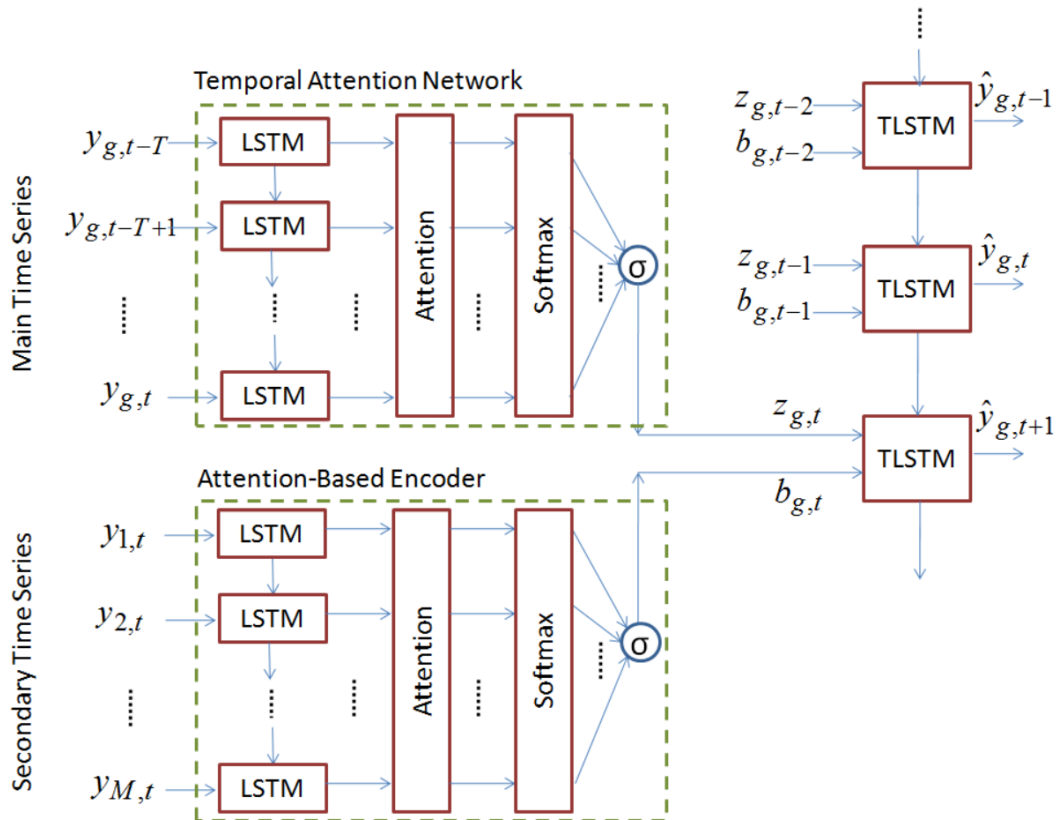 Temporal Attention Network
Main Time Series
y_{g,t-T}
LSTM
y_{g,t-T+1}
LSTM
y_{g,t}
LSTM
Attention
Softmax
σ
Attention-Based Encoder
Secondary Time Series
y_{1,t}
LSTM
y_{2,t}
LSTM
y_{M,t}
LSTM
Attention
Softmax
σ
z_{g,t-2}
b_{g,t-2}
TLSTM
ŷ_{g,t-1}
z_{g,t-1}
b_{g,t-1}
TLSTM
ŷ_{g,t}
z_{g,t}
b_{g,t}
TLSTM
ŷ_{g,t+1}